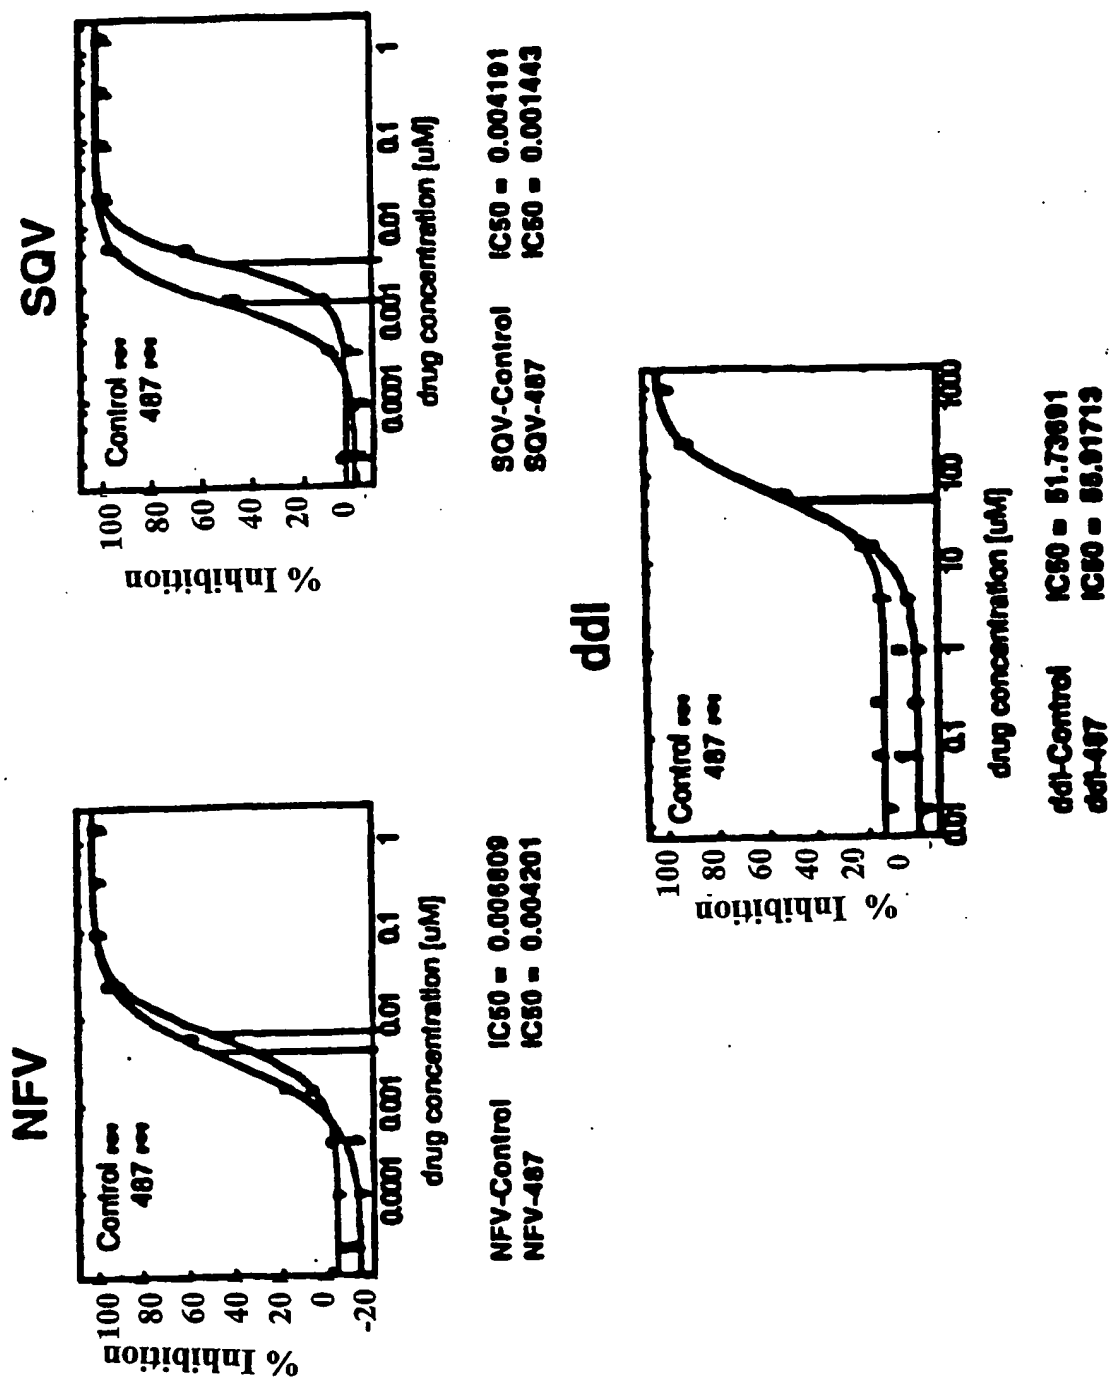 NFV
% Inhibition
100
80
60
40
20
0
-20
Control
487
0.0001
0.001
0.01
0.1
1
drug concentration [uM]
NFV-Control IC50 =
NFV-487 IC50 = 0.004201
SQV
% Inhibition
100
80
60
40
20
0
Control
487
0.0001
0.001
0.01
0.1
1
drug concentration [uM]
SQV-Control IC50 = 0.004191
SQV-487 IC50 = 0.001443
ddI
% Inhibition
100
80
60
40
20
0
Control
487
0.01
0.1
1
10
100
1000
drug concentration [uM]
ddI-Control IC50 =
ddI-487 IC50 =